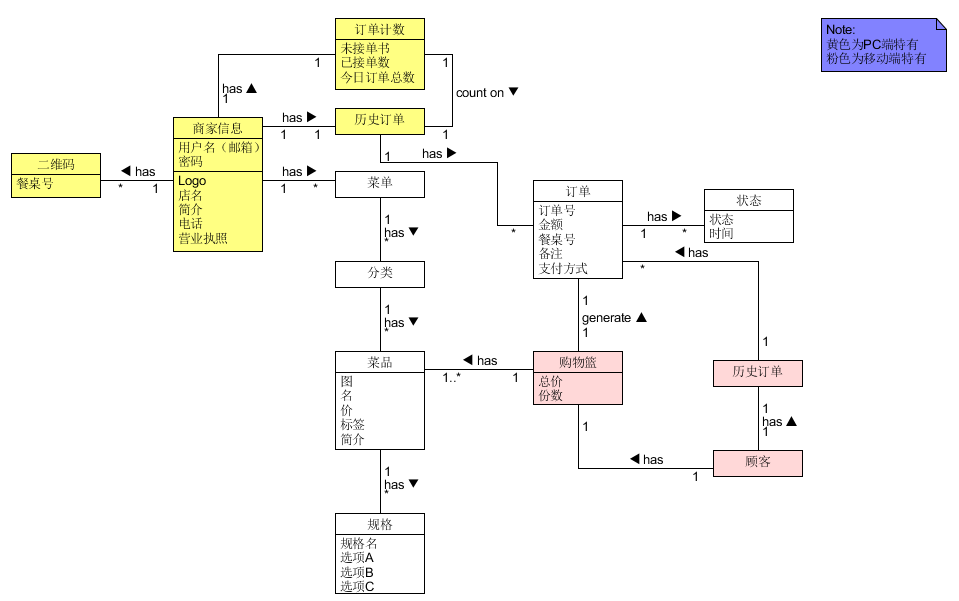 订单计数
未接单书
已接单数
今日订单总数
Note:
黄色为PC端特有
粉色为移动端特有
1
1
has ▲
1
count on ▼
商家信息
用户名（邮箱）
密码
Logo
店名
简介
电话
营业执照
has ▶
1
1
历史订单
1
二维码
餐桌号
◀ has
*
1
has ▶
1
*
菜单
1
has ▶
*
订单
订单号
金额
餐桌号
备注
支付方式
has ▶
1
*
状态
状态
时间
1
has ▼
*
分类
◀ has
*
1
1
has ▼
*
1
generate ▲
1
菜品
图
名
价
标签
简介
◀ has
1..*
1
购物篮
总价
份数
历史订单
1
has ▲
1
顾客
1
◀ has
1
1
has ▼
*
规格
规格名
选项A
选项B
选项C